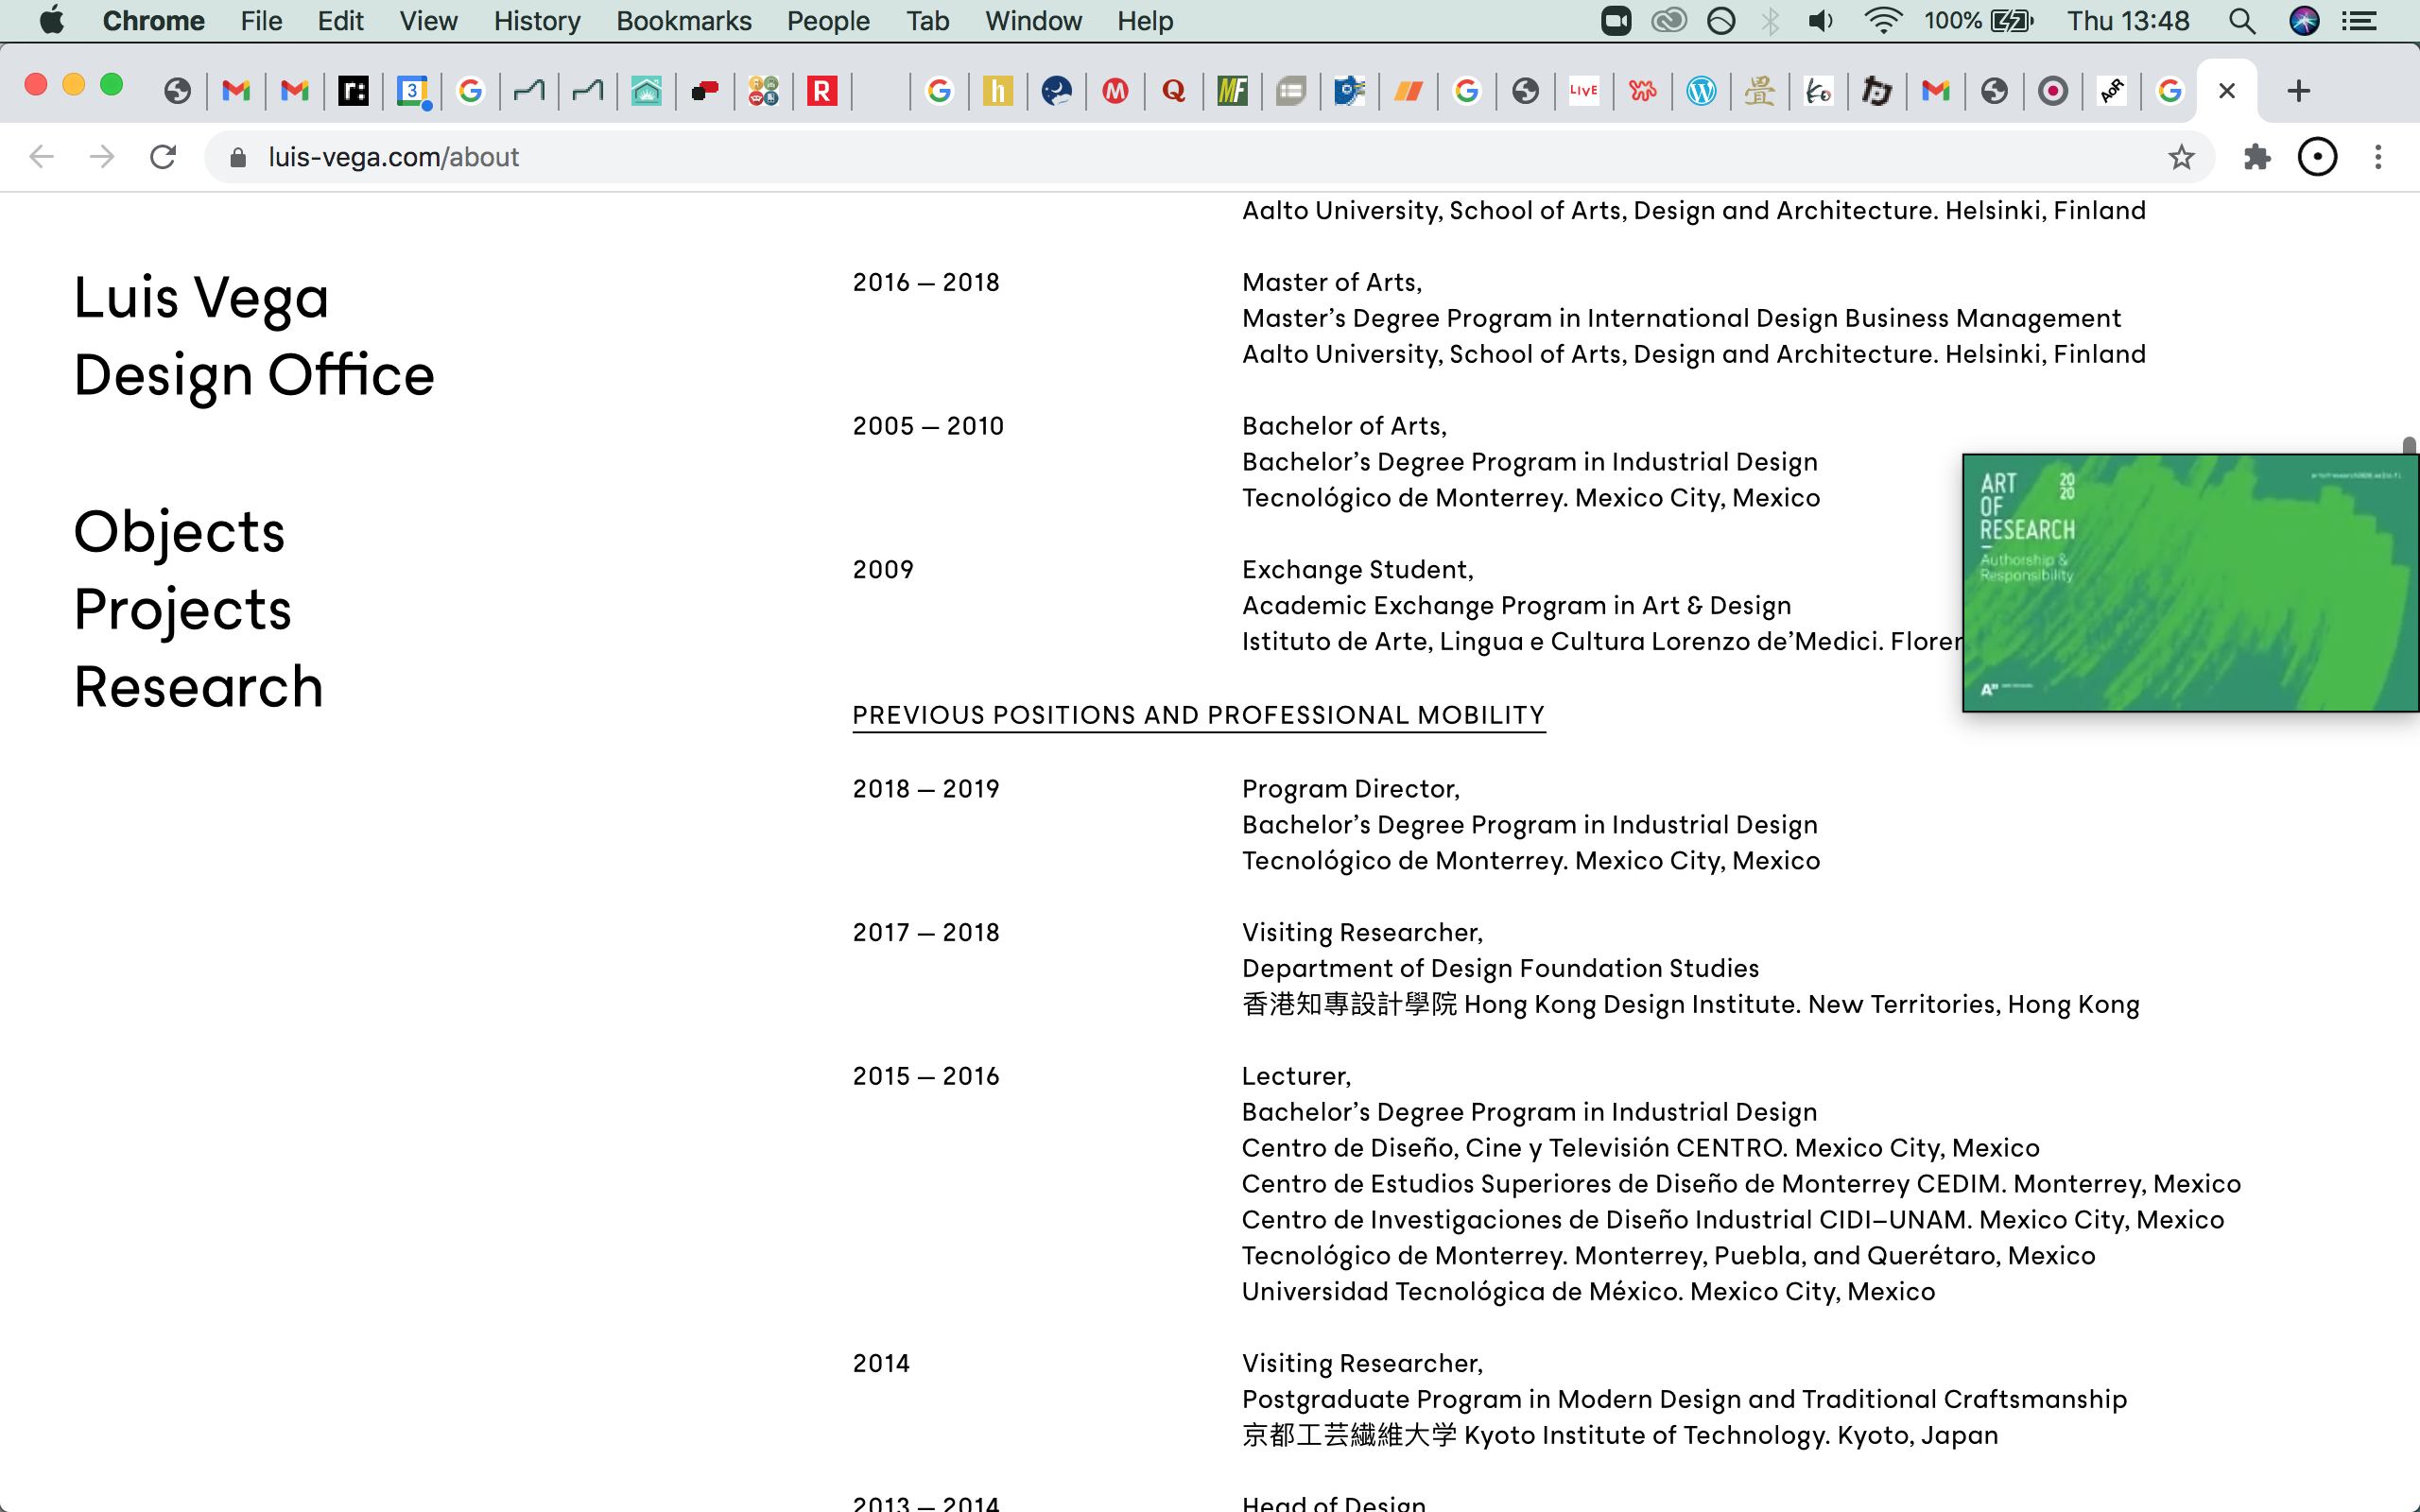 Chrome File Edit View History Bookmarks People Tab Window Help 100% Thu 13:48
luis-vega.com/about
Luis Vega
Design Office
Objects
Projects
Research
Aalto University, School of Arts, Design and Architecture. Helsinki, Finland
2016 — 2018 Master of Arts,
Master’s Degree Program in International Design Business Management
Aalto University, School of Arts, Design and Architecture. Helsinki, Finland
2005 — 2010 Bachelor of Arts,
Bachelor’s Degree Program in Industrial Design
Tecnológico de Monterrey. Mexico City, Mexico
2009 Exchange Student,
Academic Exchange Program in Art & Design
Istituto de Arte, Lingua e Cultura Lorenzo de’Medici. Floren
PREVIOUS POSITIONS AND PROFESSIONAL MOBILITY
2018 — 2019 Program Director,
Bachelor’s Degree Program in Industrial Design
Tecnológico de Monterrey. Mexico City, Mexico
2017 — 2018 Visiting Researcher,
Department of Design Foundation Studies
香港知專設計學院 Hong Kong Design Institute. New Territories, Hong Kong
2015 — 2016 Lecturer,
Bachelor’s Degree Program in Industrial Design
Centro de Diseño, Cine y Televisión CENTRO. Mexico City, Mexico
Centro de Estudios Superiores de Diseño de Monterrey CEDIM. Monterrey, Mexico
Centro de Investigaciones de Diseño Industrial CIDI–UNAM. Mexico City, Mexico
Tecnológico de Monterrey. Monterrey, Puebla, and Querétaro, Mexico
Universidad Tecnológica de México. Mexico City, Mexico
2014 Visiting Researcher,
Postgraduate Program in Modern Design and Traditional Craftsmanship
京都工芸繊維大学 Kyoto Institute of Technology. Kyoto, Japan
2013 — 2014 Head of Design
ART 20
OF 20
RESEARCH
Authorship &
Responsibility